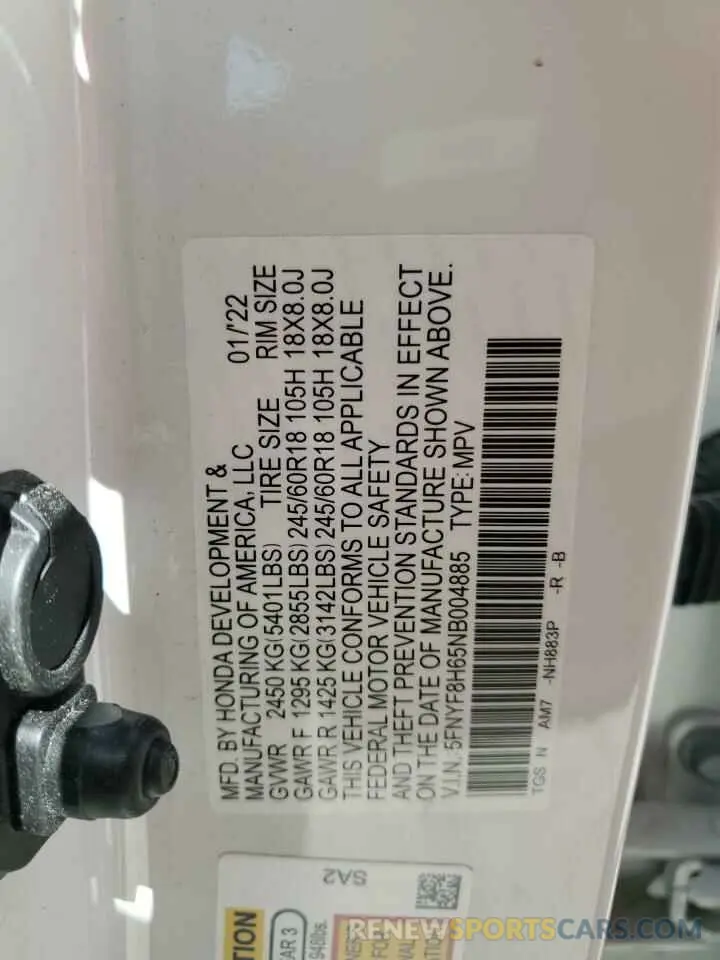 MFD. BY HONDA DEVELOPMENT &
MANUFACTURING OF AMERICA, LLC 01/'22
GVWR 2450 KG(5401LBS) TIRE SIZE RIM SIZE
GAWR F 1295 KG(2855LBS) 245/60R18 105H 18X8.0J
GAWR R 1425 KG(3142LBS) 245/60R18 105H 18X8.0J
THIS VEHICLE CONFORMS TO ALL APPLICABLE
FEDERAL MOTOR VEHICLE SAFETY
AND THEFT PREVENTION STANDARDS IN EFFECT
ON THE DATE OF MANUFACTURE SHOWN ABOVE.
V.I.N. 5FNYF8H65NB004885 TYPE: MPV
TGS N AM7 -NH883P -R -B
SA2
RENEWSPORTSCARS.COM